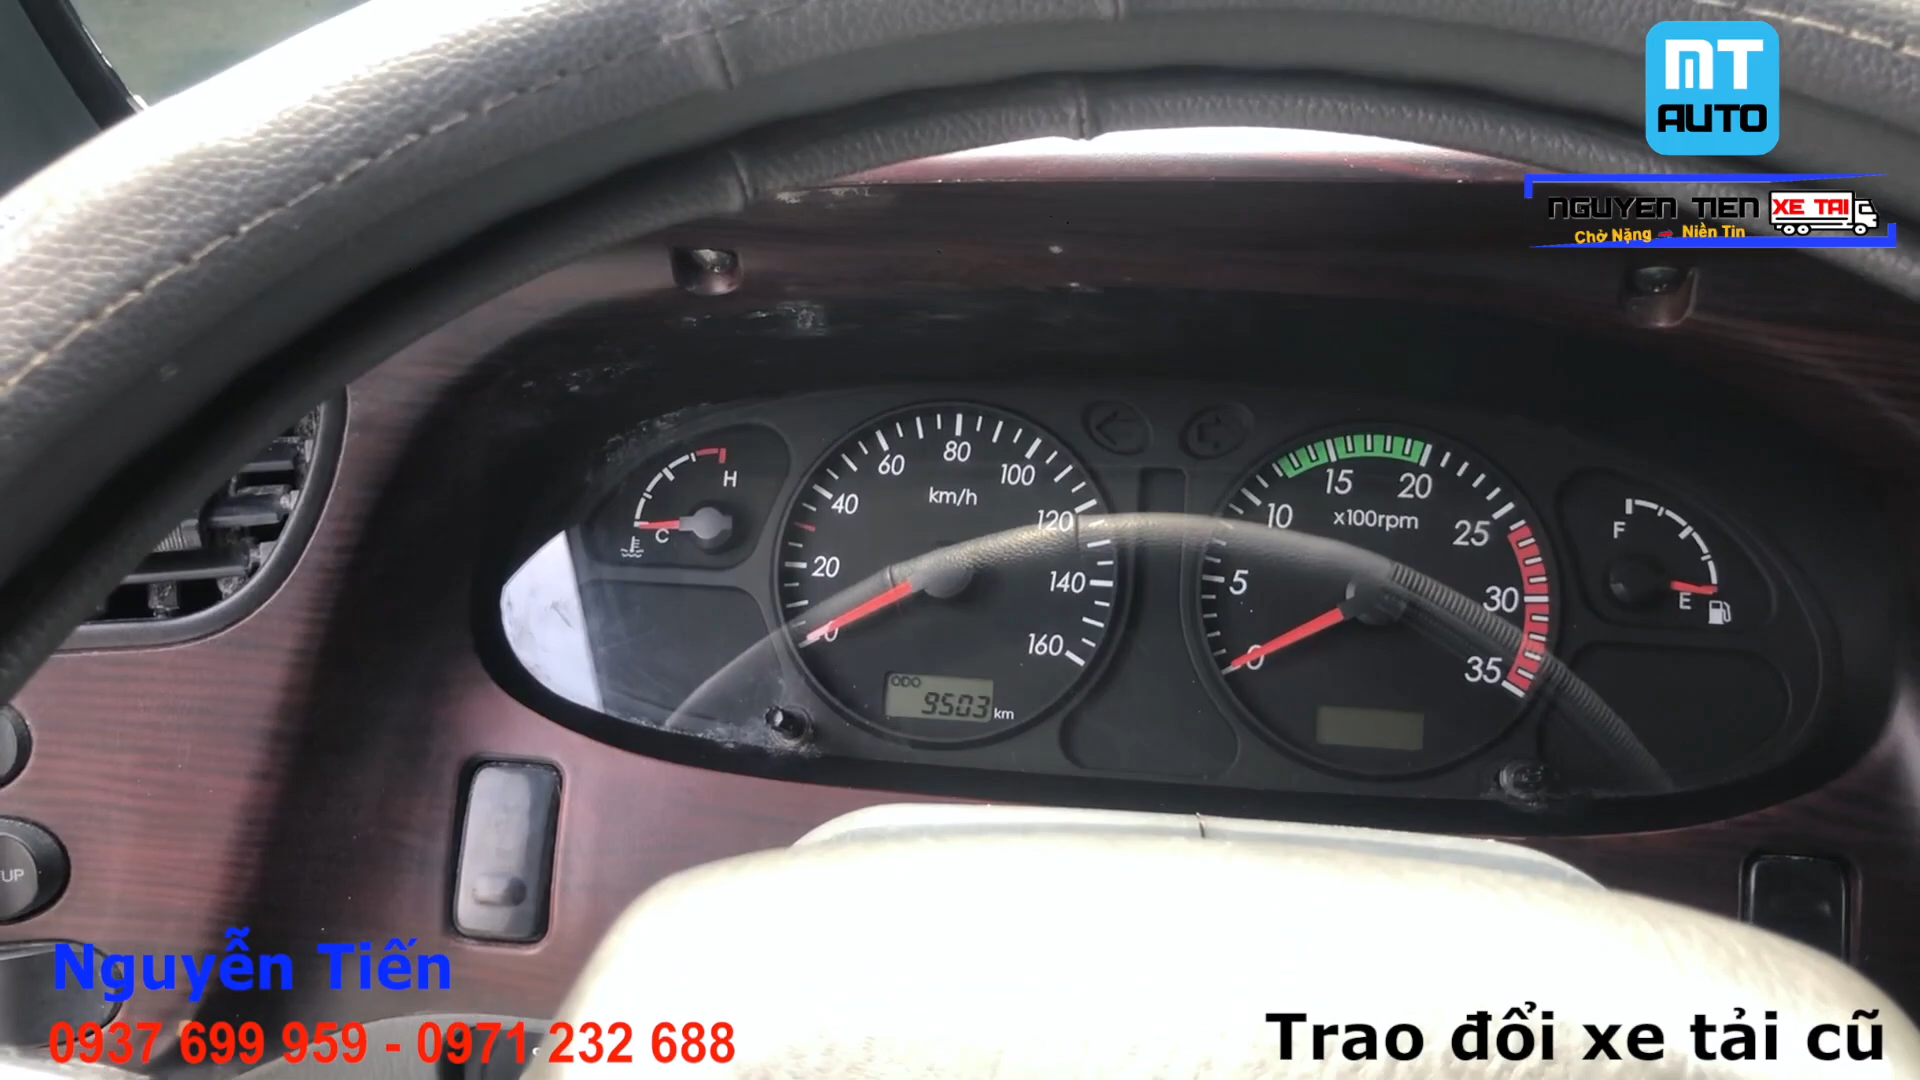 MT
AUTO
NGUYEN TIEN XE TAI
Chở Nặng Niền Tin
H
C
20
40
60
80
100
120
140
160
km/h
ODO
9503 km
0
5
10
15
20
25
30
35
x100rpm
F
E
UP
Nguyễn Tiến
0937 699 959 - 0971 232 688
Trao đổi xe tải cũ